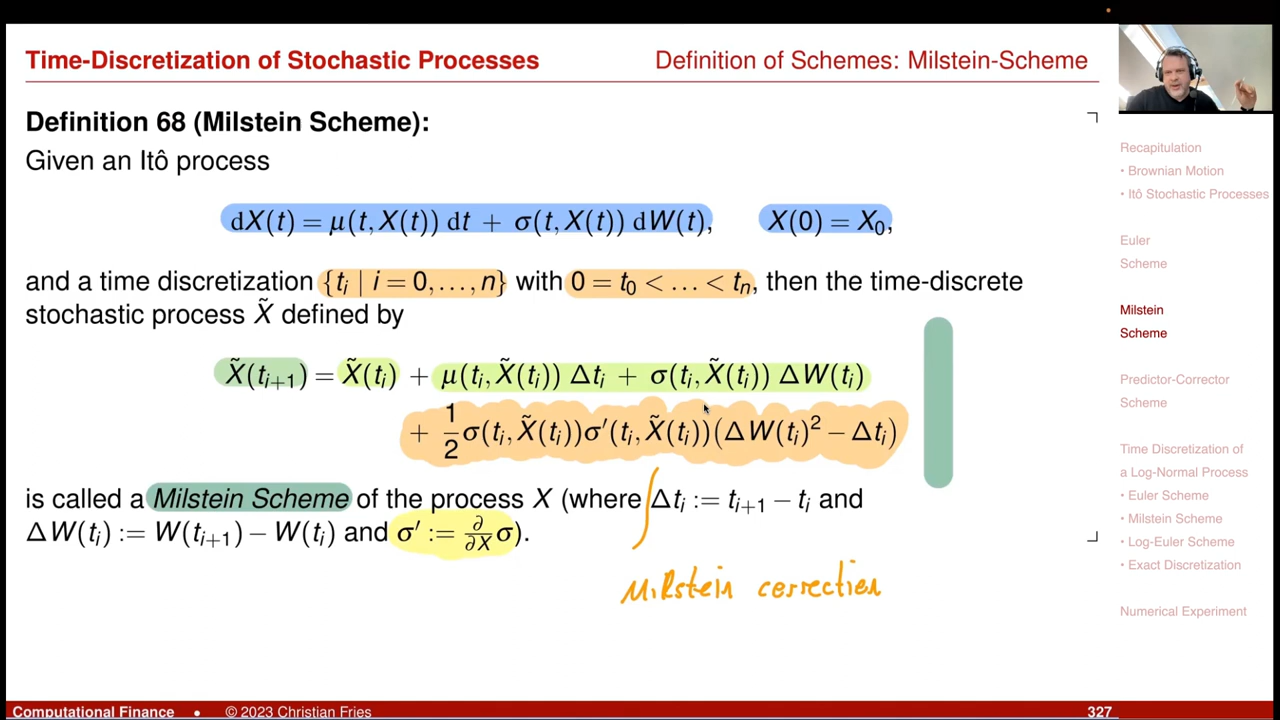 Time-Discretization of Stochastic Processes
Definition of Schemes: Milstein-Scheme
Definition 68 (Milstein Scheme):
Given an Itô process
dX(t) = μ(t,X(t)) dt + σ(t,X(t)) dW(t),    X(0) = X₀,
and a time discretization {tᵢ | i = 0,…,n} with 0 = t₀ < … < tₙ, then the time-discrete
stochastic process X̃ defined by
X̃(tᵢ₊₁) = X̃(tᵢ) + μ(tᵢ,X̃(tᵢ)) Δtᵢ + σ(tᵢ,X̃(tᵢ)) ΔW(tᵢ)
+ 1/2 σ(tᵢ,X̃(tᵢ))σ′(tᵢ,X̃(tᵢ))(ΔW(tᵢ)² − Δtᵢ)
is called a Milstein Scheme of the process X (where Δtᵢ := tᵢ₊₁ − tᵢ and
ΔW(tᵢ) := W(tᵢ₊₁) − W(tᵢ) and σ′ := ∂/∂X σ).
Milstein correction
Recapitulation
• Brownian Motion
• Itô Stochastic Processes
Euler
Scheme
Milstein
Scheme
Predictor-Corrector
Scheme
Time Discretization of
a Log-Normal Process
• Euler Scheme
• Milstein Scheme
• Log-Euler Scheme
• Exact Discretization
Numerical Experiment
Computational Finance • © 2023 Christian Fries
327